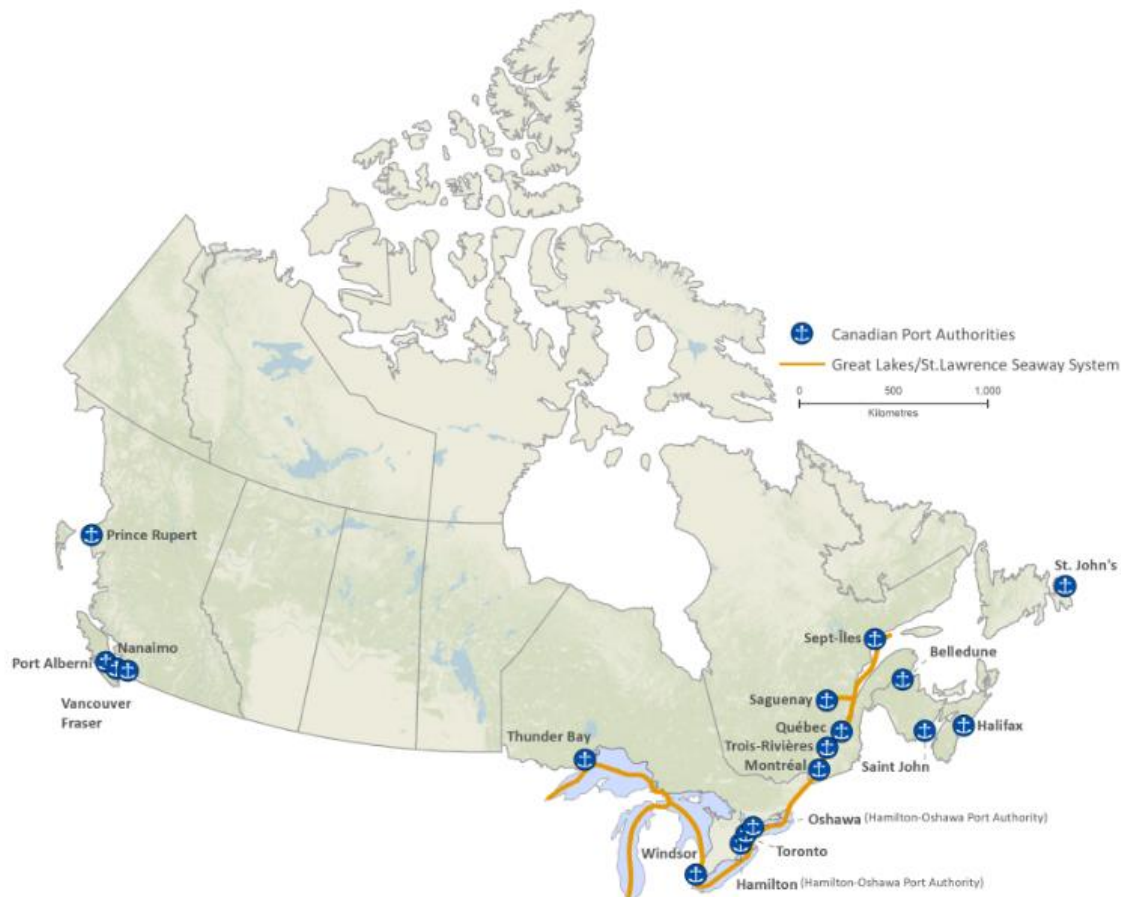 Canadian Port Authorities
Great Lakes/St.Lawrence Seaway System
0 500 1,000
Kilometres
Prince Rupert
St. John's
Sept-Îles
Belledune
Nanaimo
Port Alberni
Saguenay
Vancouver
Fraser
Québec
Halifax
Thunder Bay
Trois-Rivières
Montréal
Saint John
Oshawa (Hamilton-Oshawa Port Authority)
Windsor
Toronto
Hamilton (Hamilton-Oshawa Port Authority)